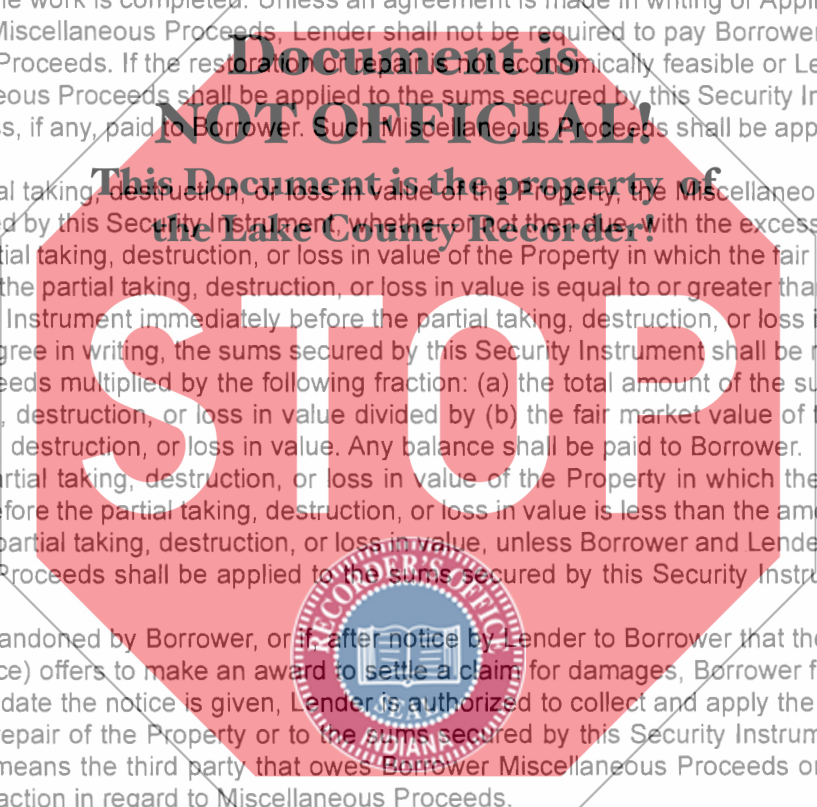 he work is completed. Unless an agreement is made in writing or Appli
Miscellaneous Proceeds, Lender shall not be required to pay Borrower
Document is
Proceeds. If the restoration or repair is not economically feasible or Le
eous Proceeds shall be applied to the sums secured by this Security In
NOT OFFICIAL!
s, if any, paid to Borrower. Such Miscellaneous Proceeds shall be app
This Document is the property of
al taking, destruction, or loss in value of the Property, the Miscellaneo
the Lake County Recorder!
d by this Security Instrument, whether or not then due, with the excess
tial taking, destruction, or loss in value of the Property in which the fair
the partial taking, destruction, or loss in value is equal to or greater tha
Instrument immediately before the partial taking, destruction, or loss i
STOP
gree in writing, the sums secured by this Security Instrument shall be r
eeds multiplied by the following fraction: (a) the total amount of the su
, destruction, or loss in value divided by (b) the fair market value of t
destruction, or loss in value. Any balance shall be paid to Borrower.
artial taking, destruction, or loss in value of the Property in which the
efore the partial taking, destruction, or loss in value is less than the amo
partial taking, destruction, or loss in value, unless Borrower and Lende
Proceeds shall be applied to the sums secured by this Security Instru
RECORDER'S OFFICE
andoned by Borrower, or if, after notice by Lender to Borrower that the
ce) offers to make an award to settle a claim for damages, Borrower f
date the notice is given, Lender is authorized to collect and apply the
SEAL
epair of the Property or to the sums secured by this Security Instrum
INDIANA
means the third party that owes Borrower Miscellaneous Proceeds or
action in regard to Miscellaneous Proceeds.